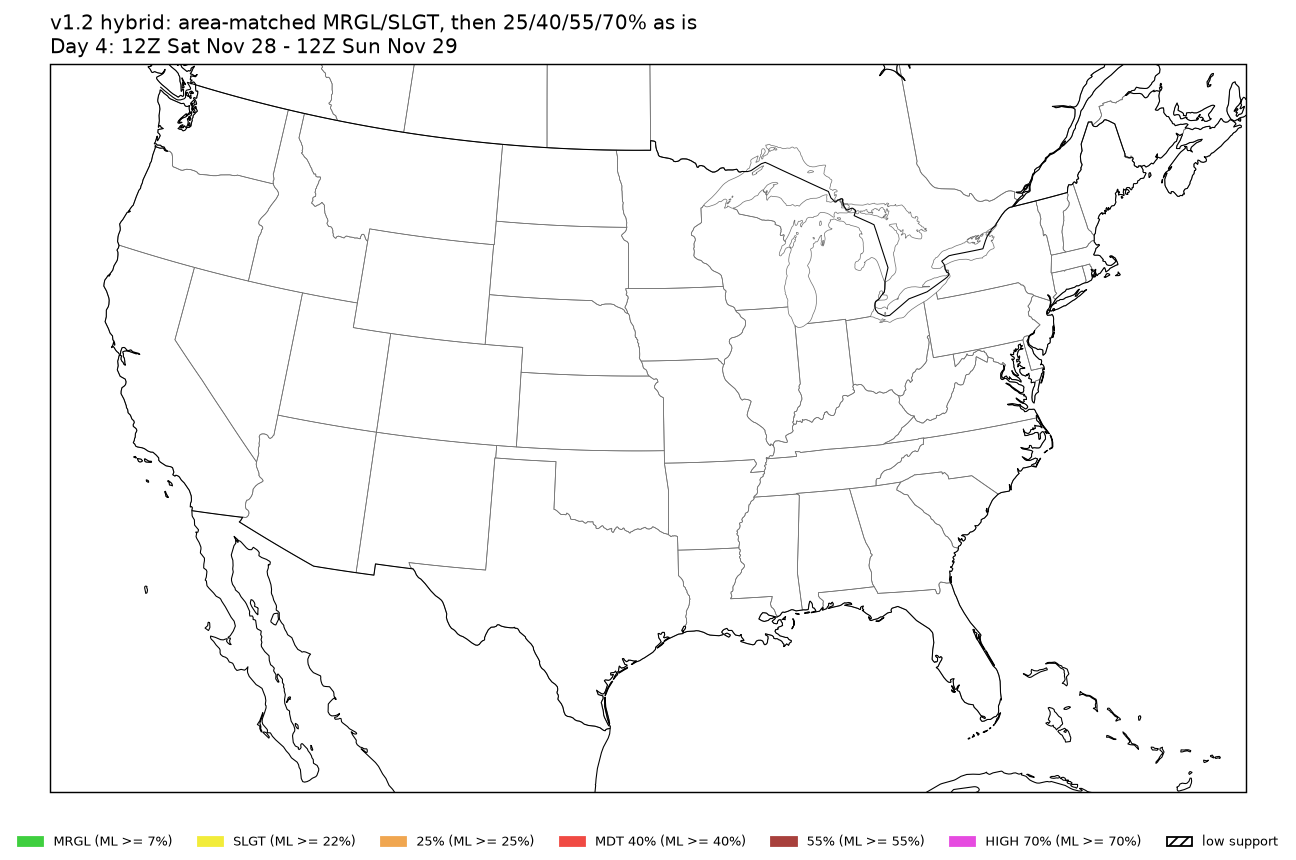 v1.2 hybrid: area-matched MRGL/SLGT, then 25/40/55/70% as is
Day 4: 12Z Sat Nov 28 - 12Z Sun Nov 29
MRGL (ML >= 7%) SLGT (ML >= 22%) 25% (ML >= 25%) MDT 40% (ML >= 40%) 55% (ML >= 55%) HIGH 70% (ML >= 70%) low support